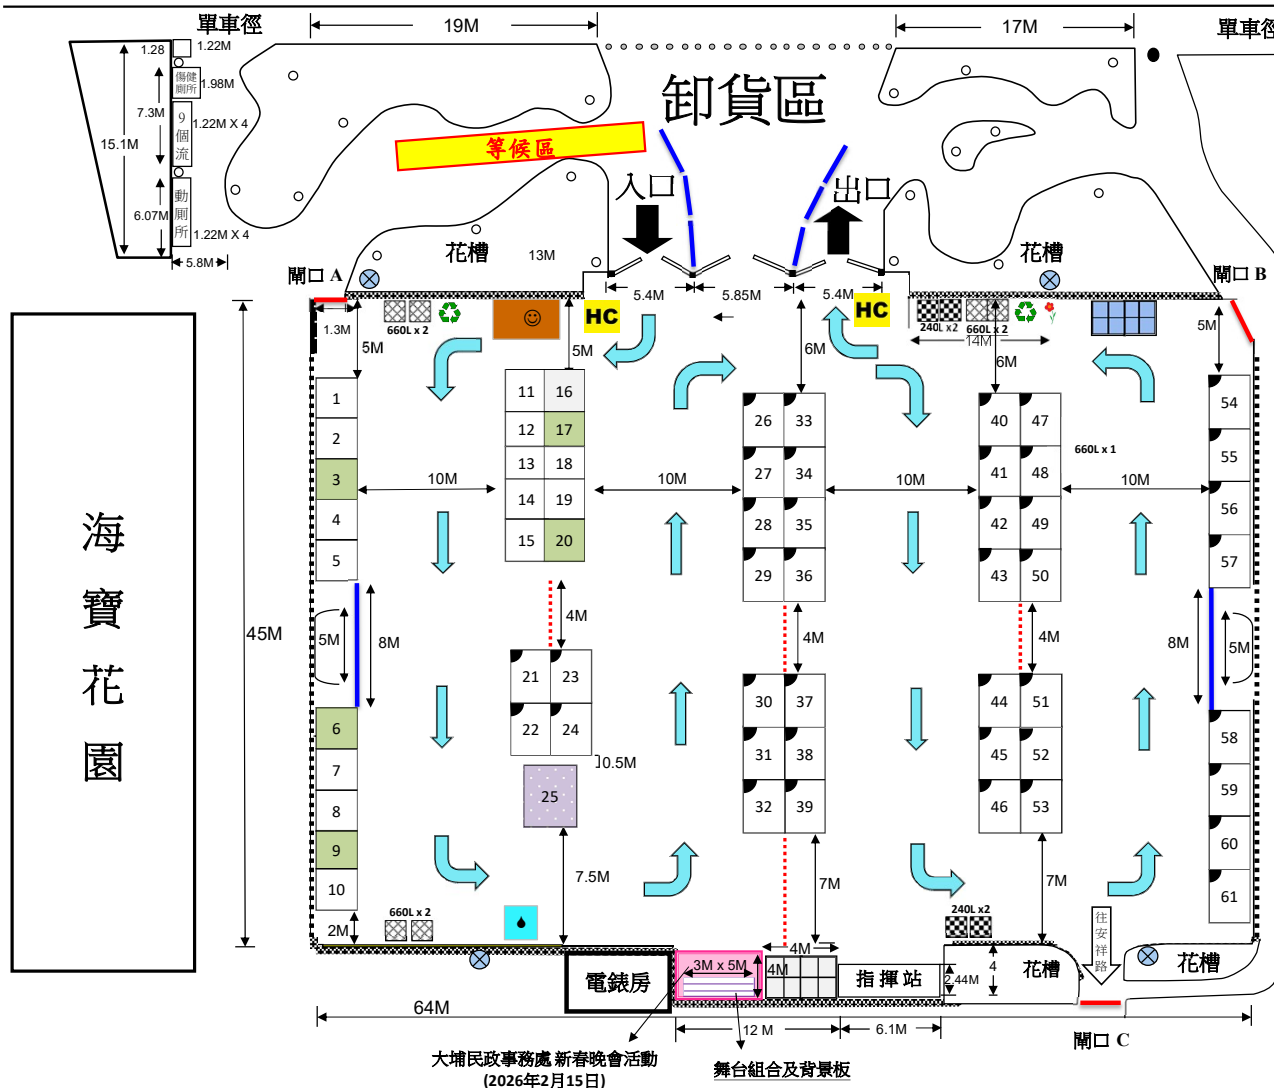 單車徑
19M
17M
單車徑
1.28
1.22M
傷健
廁所
1.98M
7.3M
9個流
1.22M X 4
15.1M
動廁所
6.07M
1.22M X 4
5.8M
卸貨區
等候區
入口
出口
花槽
13M
花槽
閘口 A
閘口 B
5.4M
5.85M
5.4M
HC
HC
1.3M
660L x 2
240L x2
660L x 2
14M
5M
5M
6M
6M
5M
1
2
3
4
5
11
16
12
17
13
18
14
19
15
20
26
33
27
34
28
35
29
36
40
47
41
48
42
49
43
50
660L x 1
54
55
56
57
10M
10M
10M
10M
海寶花園
45M
5M
8M
4M
4M
4M
8M
5M
21
23
22
24
0.5M
25
6
7
8
9
10
30
37
31
38
32
39
44
51
45
52
46
53
58
59
60
61
7.5M
7M
7M
2M
660L x 2
240L x2
往安祥路
電錶房
3M x 5M
4M
4M
指揮站
2.44M
4
花槽
花槽
64M
12 M
6.1M
閘口 C
大埔民政事務處 新春晚會活動
(2026年2月15日)
舞台組合及背景板